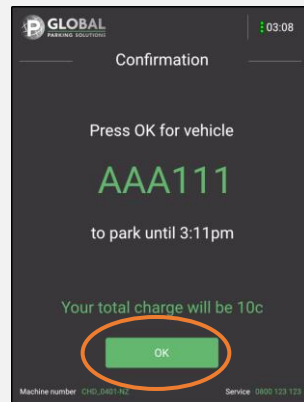 GLOBAL
PARKING SOLUTIONS
03:08
Confirmation
Press OK for vehicle
AAA111
to park until 3:11pm
Your total charge will be 10c
OK
Machine number CHD_0401-NZ Service 0800 123 123